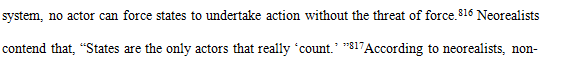 system, no actor can force states to undertake action without the threat of force.816 Neorealists
contend that, “States are the only actors that really ‘count.’ ”817According to neorealists, non-